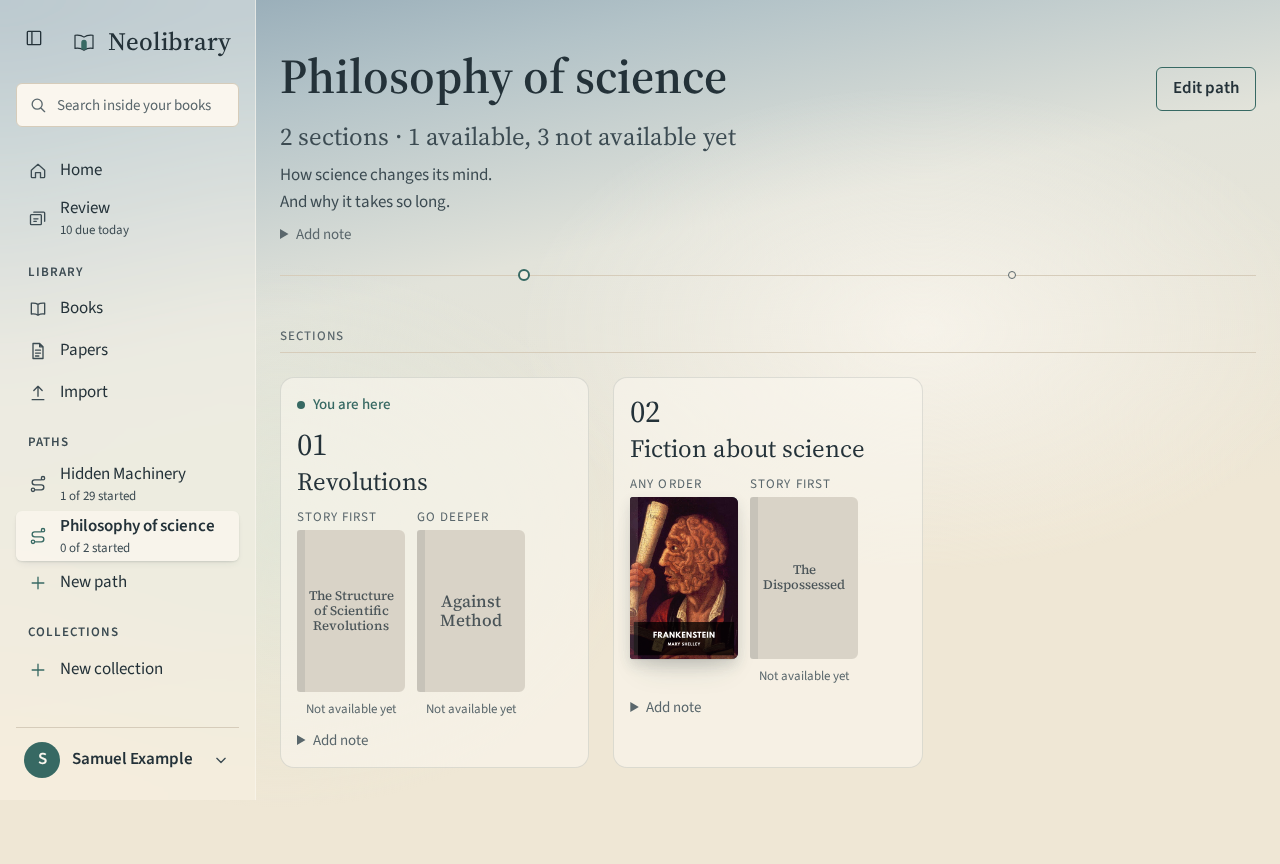 Neolibrary
Search inside your books
Home
Review
10 due today
LIBRARY
Books
Papers
Import
PATHS
Hidden Machinery
1 of 29 started
Philosophy of science
0 of 2 started
New path
COLLECTIONS
New collection
S
Samuel Example
Philosophy of science
Edit path
2 sections · 1 available, 3 not available yet
How science changes its mind.
And why it takes so long.
Add note
SECTIONS
You are here
01
Revolutions
STORY FIRST
GO DEEPER
The Structure
of Scientific
Revolutions
Against
Method
Not available yet
Not available yet
Add note
02
Fiction about science
ANY ORDER
STORY FIRST
FRANKENSTEIN
MARY SHELLEY
The
Dispossessed
Not available yet
Add note